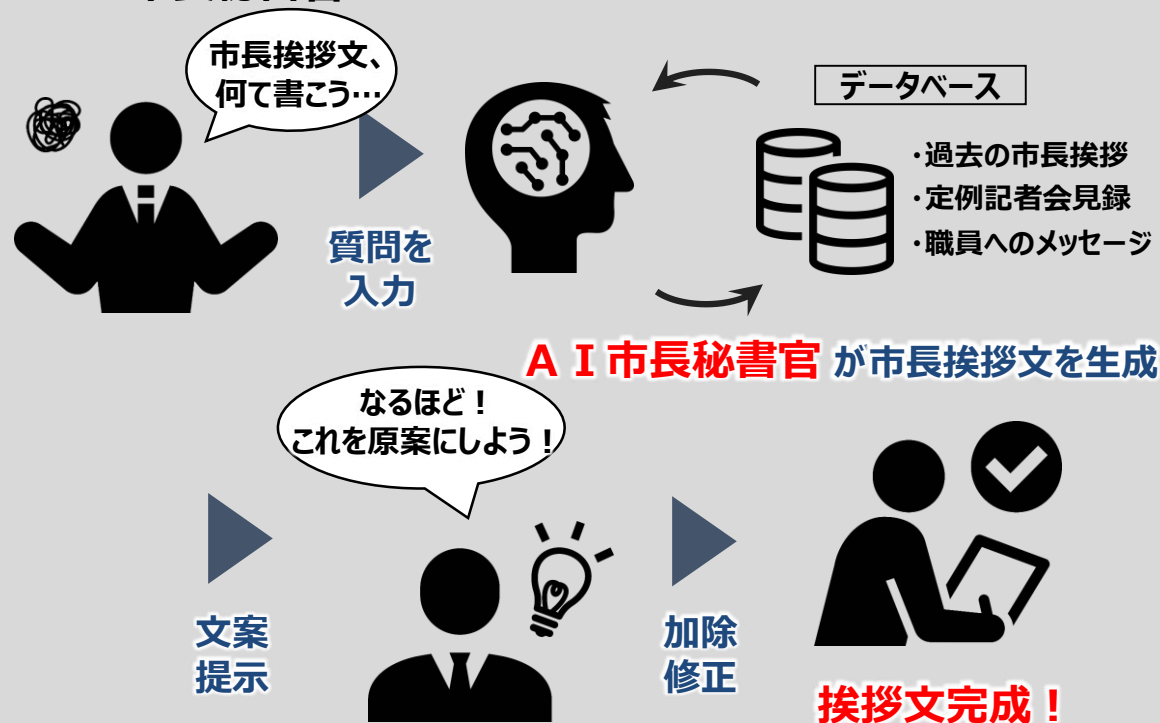 市長挨拶文、
何て書こう…
質問を
入力
データベース
・過去の市長挨拶
・定例記者会見録
・職員へのメッセージ
ＡＩ市長秘書官 が市長挨拶文を生成
なるほど！
これを原案にしよう！
文案
提示
加除
修正
挨拶文完成！